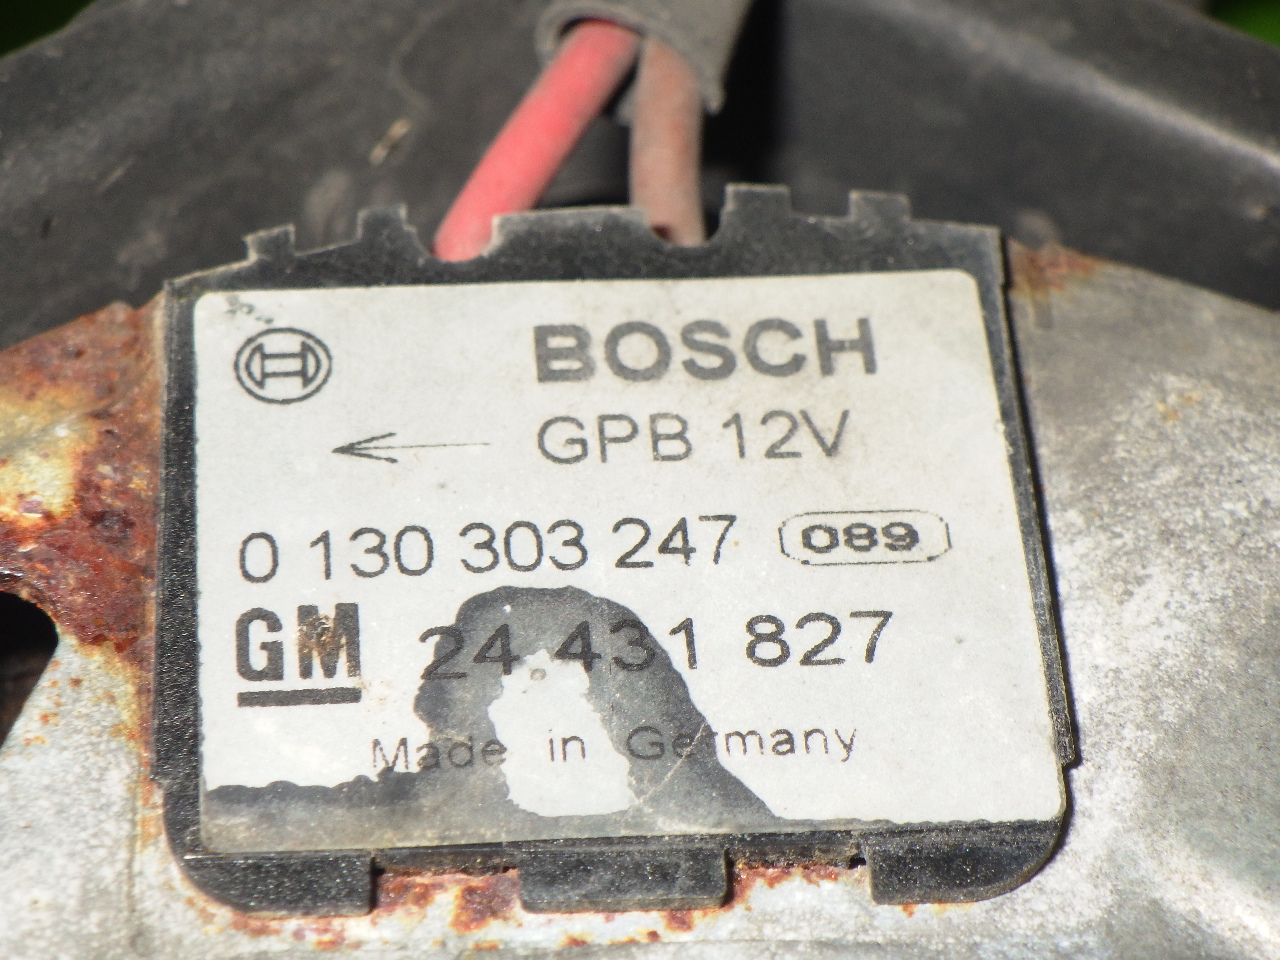 BOSCH
GPB 12V
0 130 303 247 089
GM 24 431 827
Made in Germany